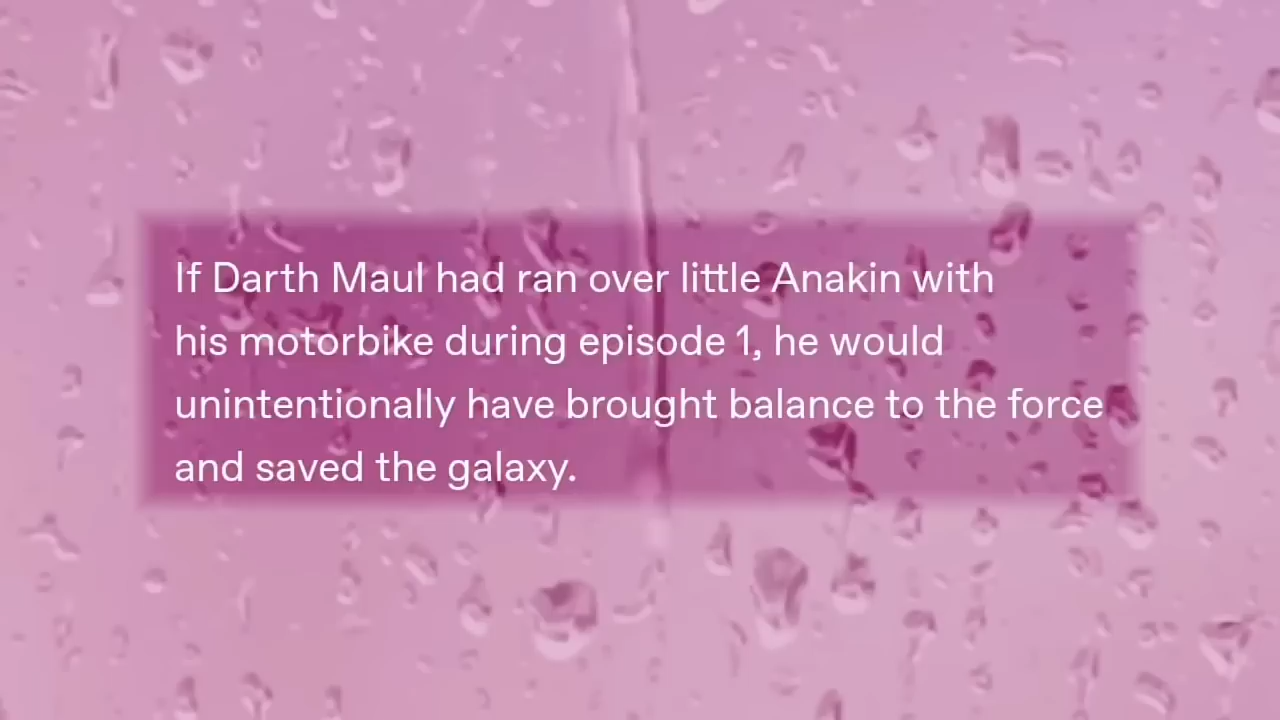 If Darth Maul had ran over little Anakin with
his motorbike during episode 1, he would
unintentionally have brought balance to the force
and saved the galaxy.